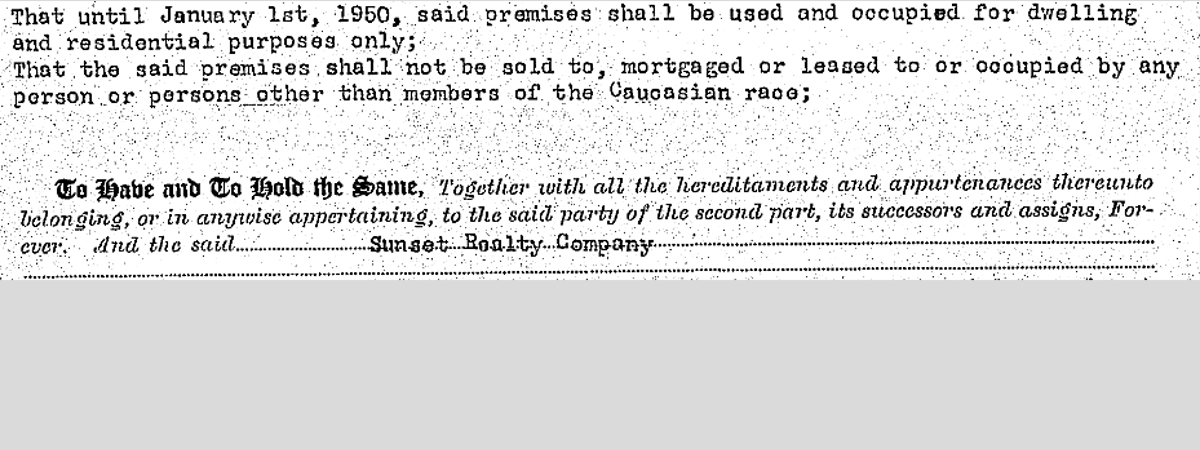 That until January 1st, 1950, said premises shall be used and occupied for dwelling
and residential purposes only;
That the said premises shall not be sold to, mortgaged or leased to or occupied by any
person or persons other than members of the Caucasian race;
To Have and To Hold the Same, Together with all the hereditaments and appurtenances thereunto
belonging, or in anywise appertaining, to the said party of the second part, its successors and assigns, For-
ever. And the said Sunset Realty Company